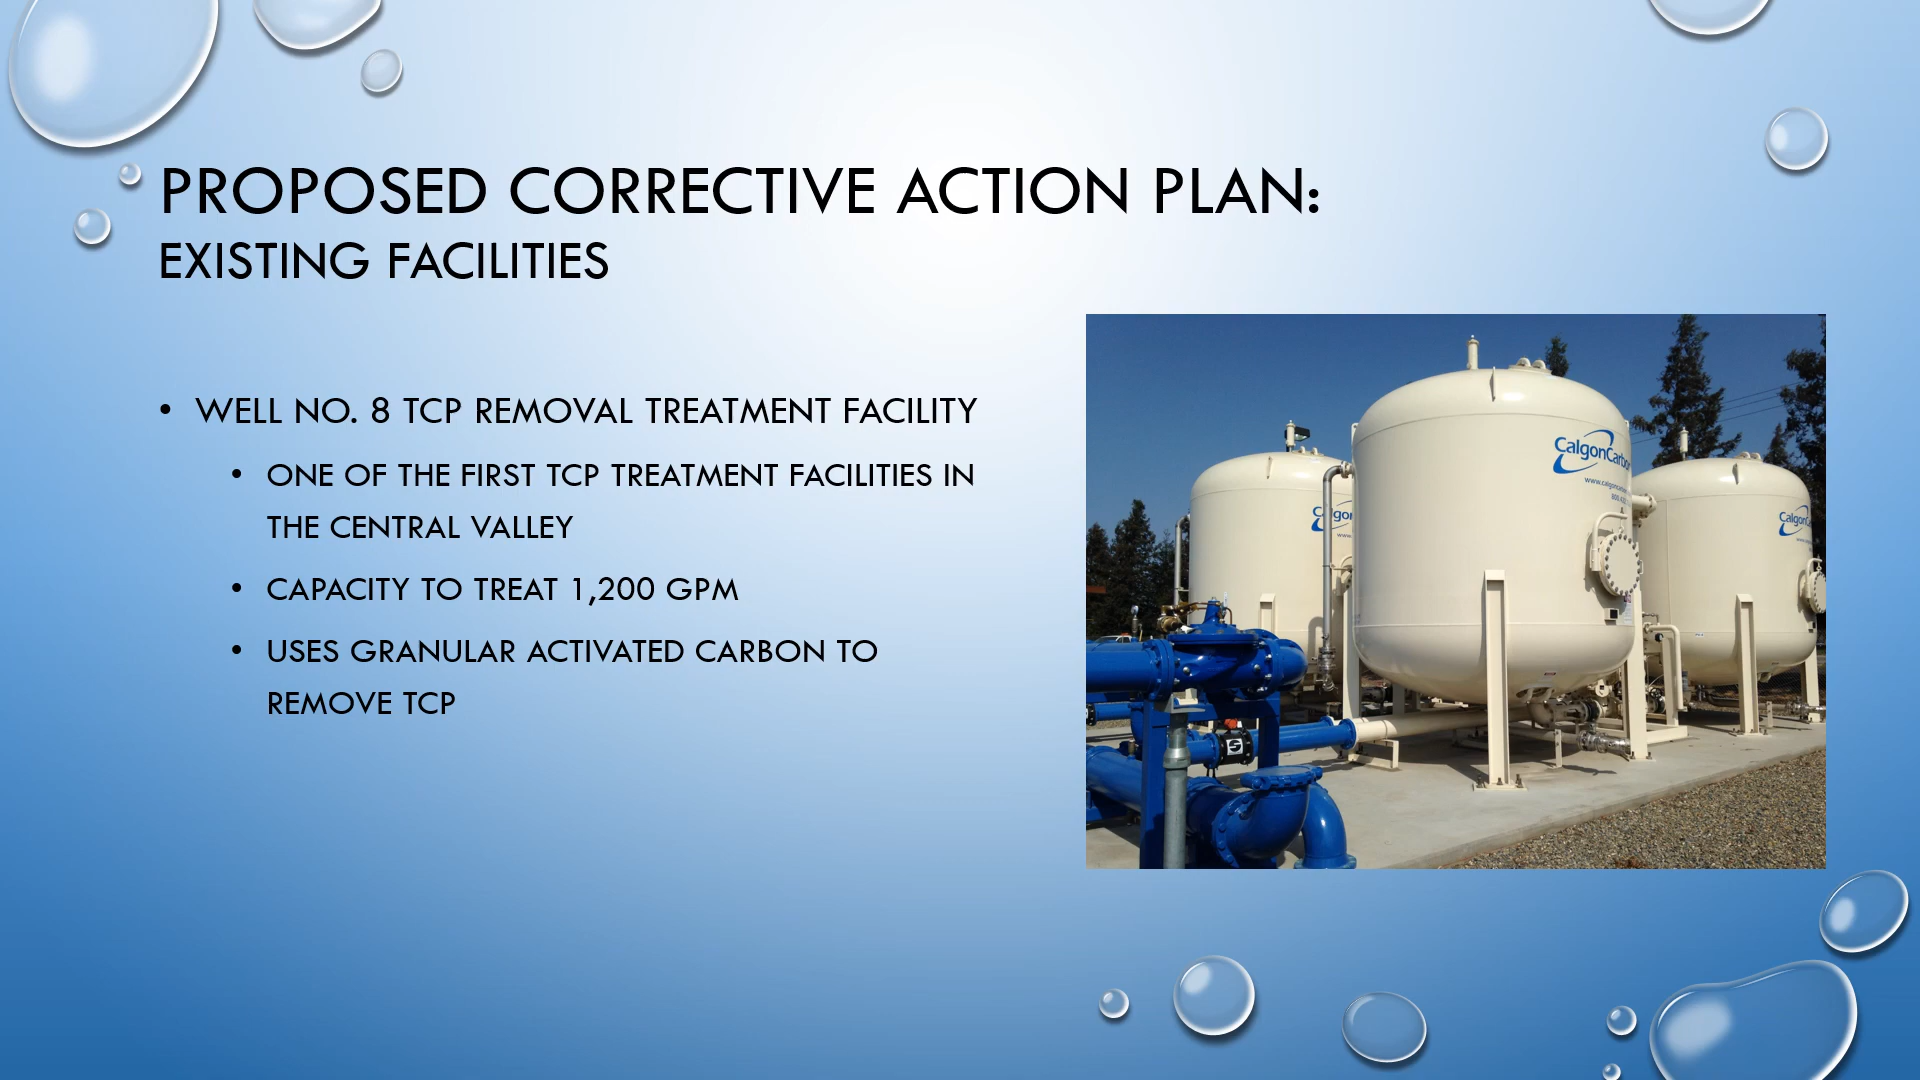 PROPOSED CORRECTIVE ACTION PLAN:
EXISTING FACILITIES
• WELL NO. 8 TCP REMOVAL TREATMENT FACILITY
• ONE OF THE FIRST TCP TREATMENT FACILITIES IN
THE CENTRAL VALLEY
• CAPACITY TO TREAT 1,200 GPM
• USES GRANULAR ACTIVATED CARBON TO
REMOVE TCP
CalgonCarbo